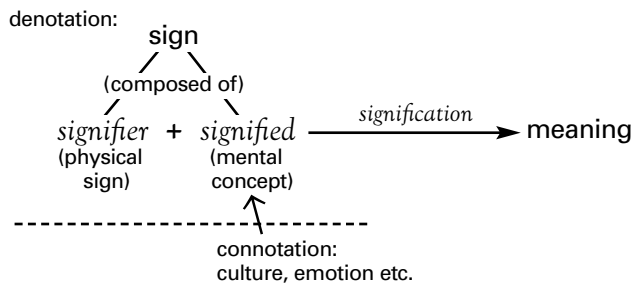 denotation:
sign
(composed of)
signifier + signified
signification
meaning
(physical
sign)
(mental
concept)
connotation:
culture, emotion etc.